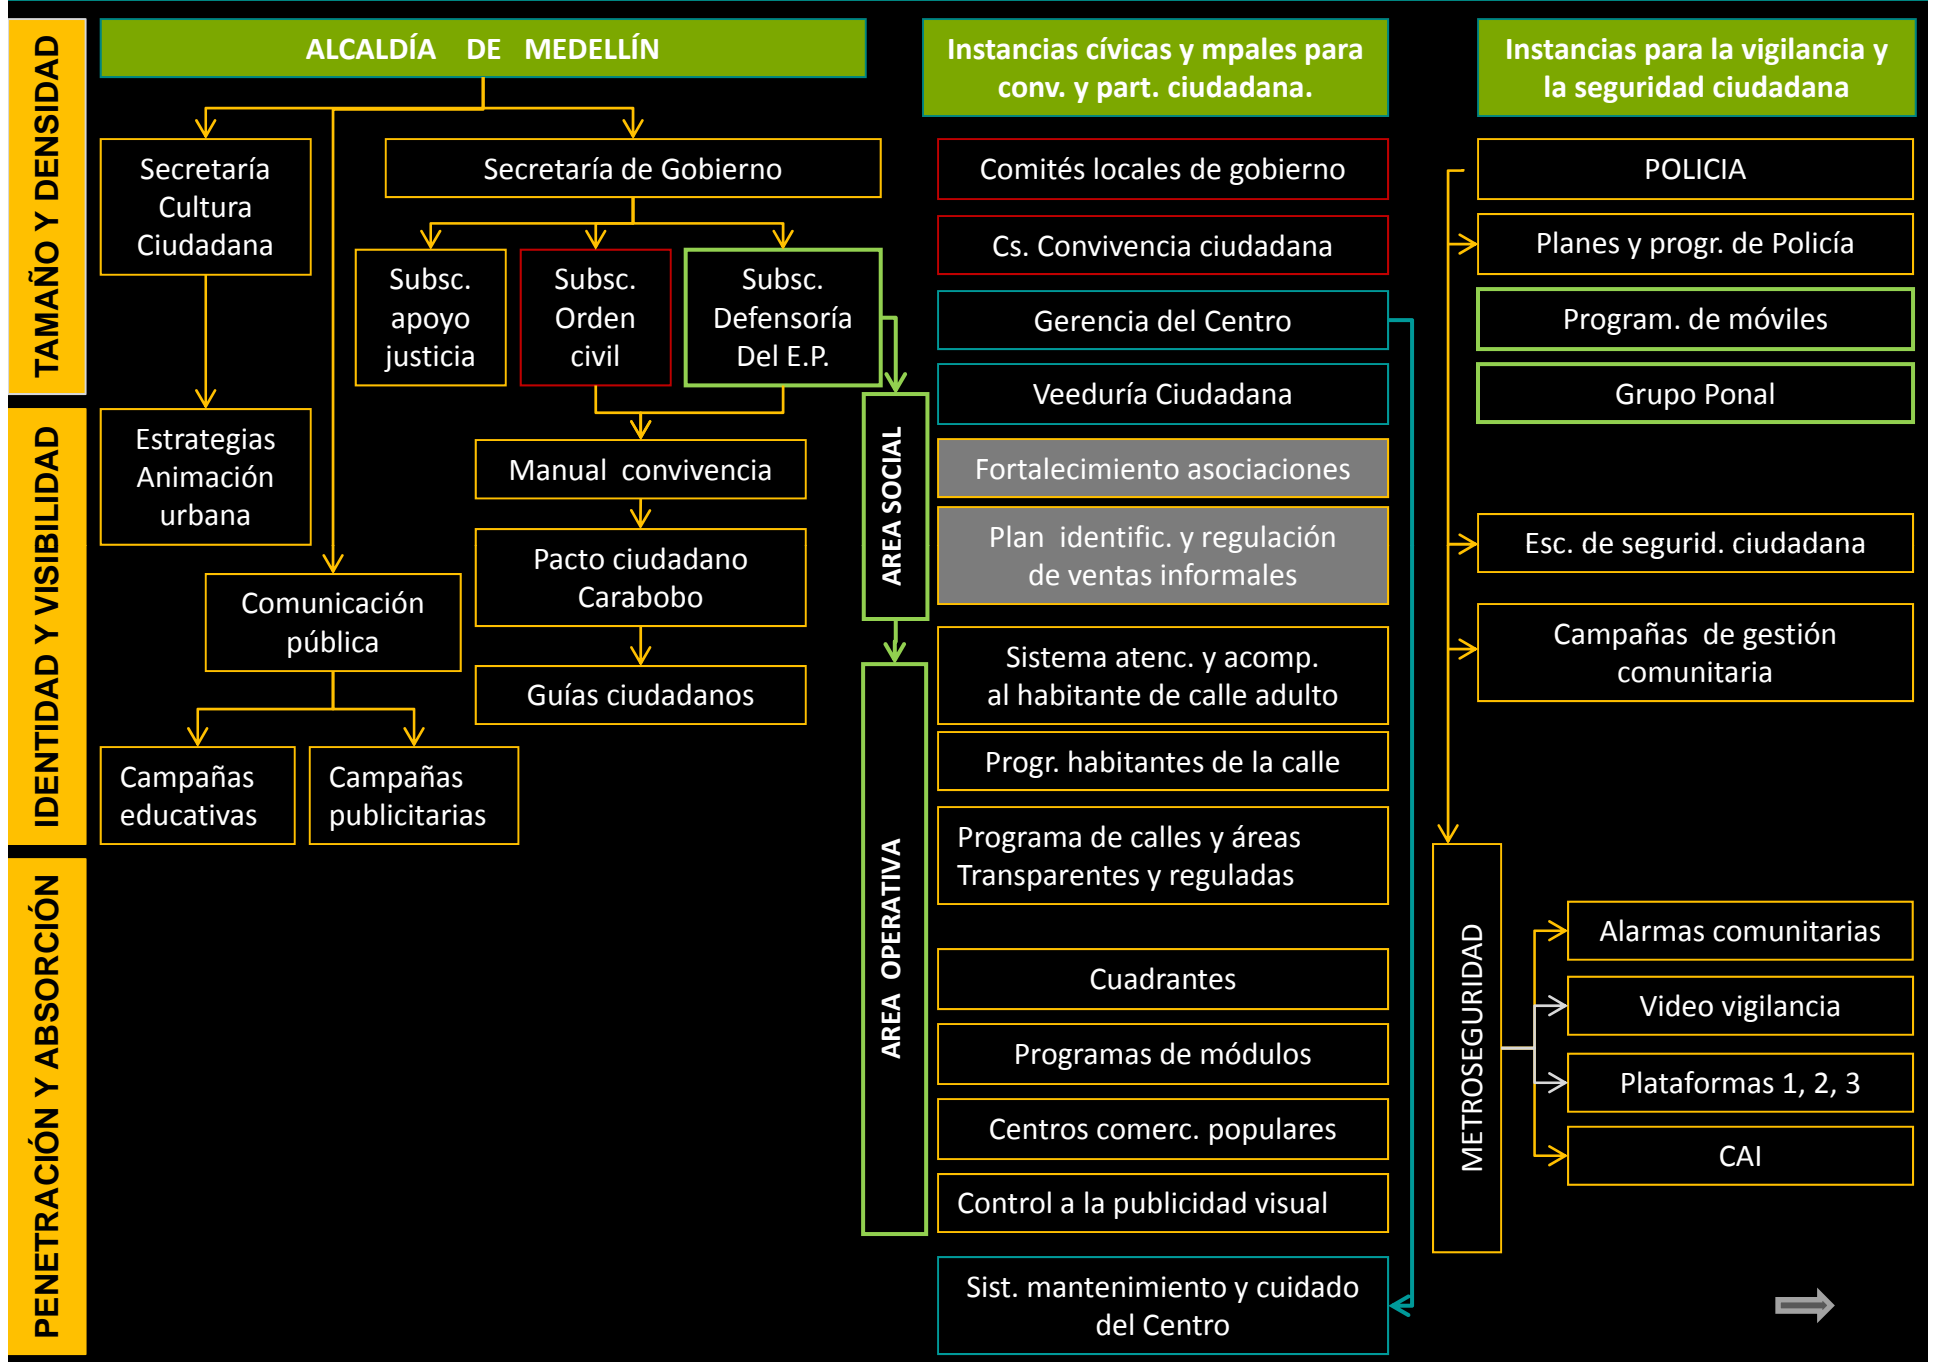 TAMAÑO Y DENSIDAD
IDENTIDAD Y VISIBILIDAD
PENETRACIÓN Y ABSORCIÓN
ALCALDÍA DE MEDELLÍN
Secretaría
Cultura
Ciudadana
Secretaría de Gobierno
Subsc.
apoyo
justicia
Subsc.
Orden
civil
Subsc.
Defensoría
Del E.P.
Estrategias
Animación
urbana
Manual convivencia
Pacto ciudadano
Carabobo
Guías ciudadanos
Comunicación
pública
Campañas
educativas
Campañas
publicitarias
AREA SOCIAL
AREA OPERATIVA
Instancias cívicas y mpales para
conv. y part. ciudadana.
Comités locales de gobierno
Cs. Convivencia ciudadana
Gerencia del Centro
Veeduría Ciudadana
Fortalecimiento asociaciones
Plan identific. y regulación
de ventas informales
Sistema atenc. y acomp.
al habitante de calle adulto
Progr. habitantes de la calle
Programa de calles y áreas
Transparentes y reguladas
Cuadrantes
Programas de módulos
Centros comerc. populares
Control a la publicidad visual
Sist. mantenimiento y cuidado
del Centro
Instancias para la vigilancia y
la seguridad ciudadana
POLICIA
Planes y progr. de Policía
Program. de móviles
Grupo Ponal
Esc. de segurid. ciudadana
Campañas de gestión
comunitaria
METROSEGURIDAD
Alarmas comunitarias
Video vigilancia
Plataformas 1, 2, 3
CAI